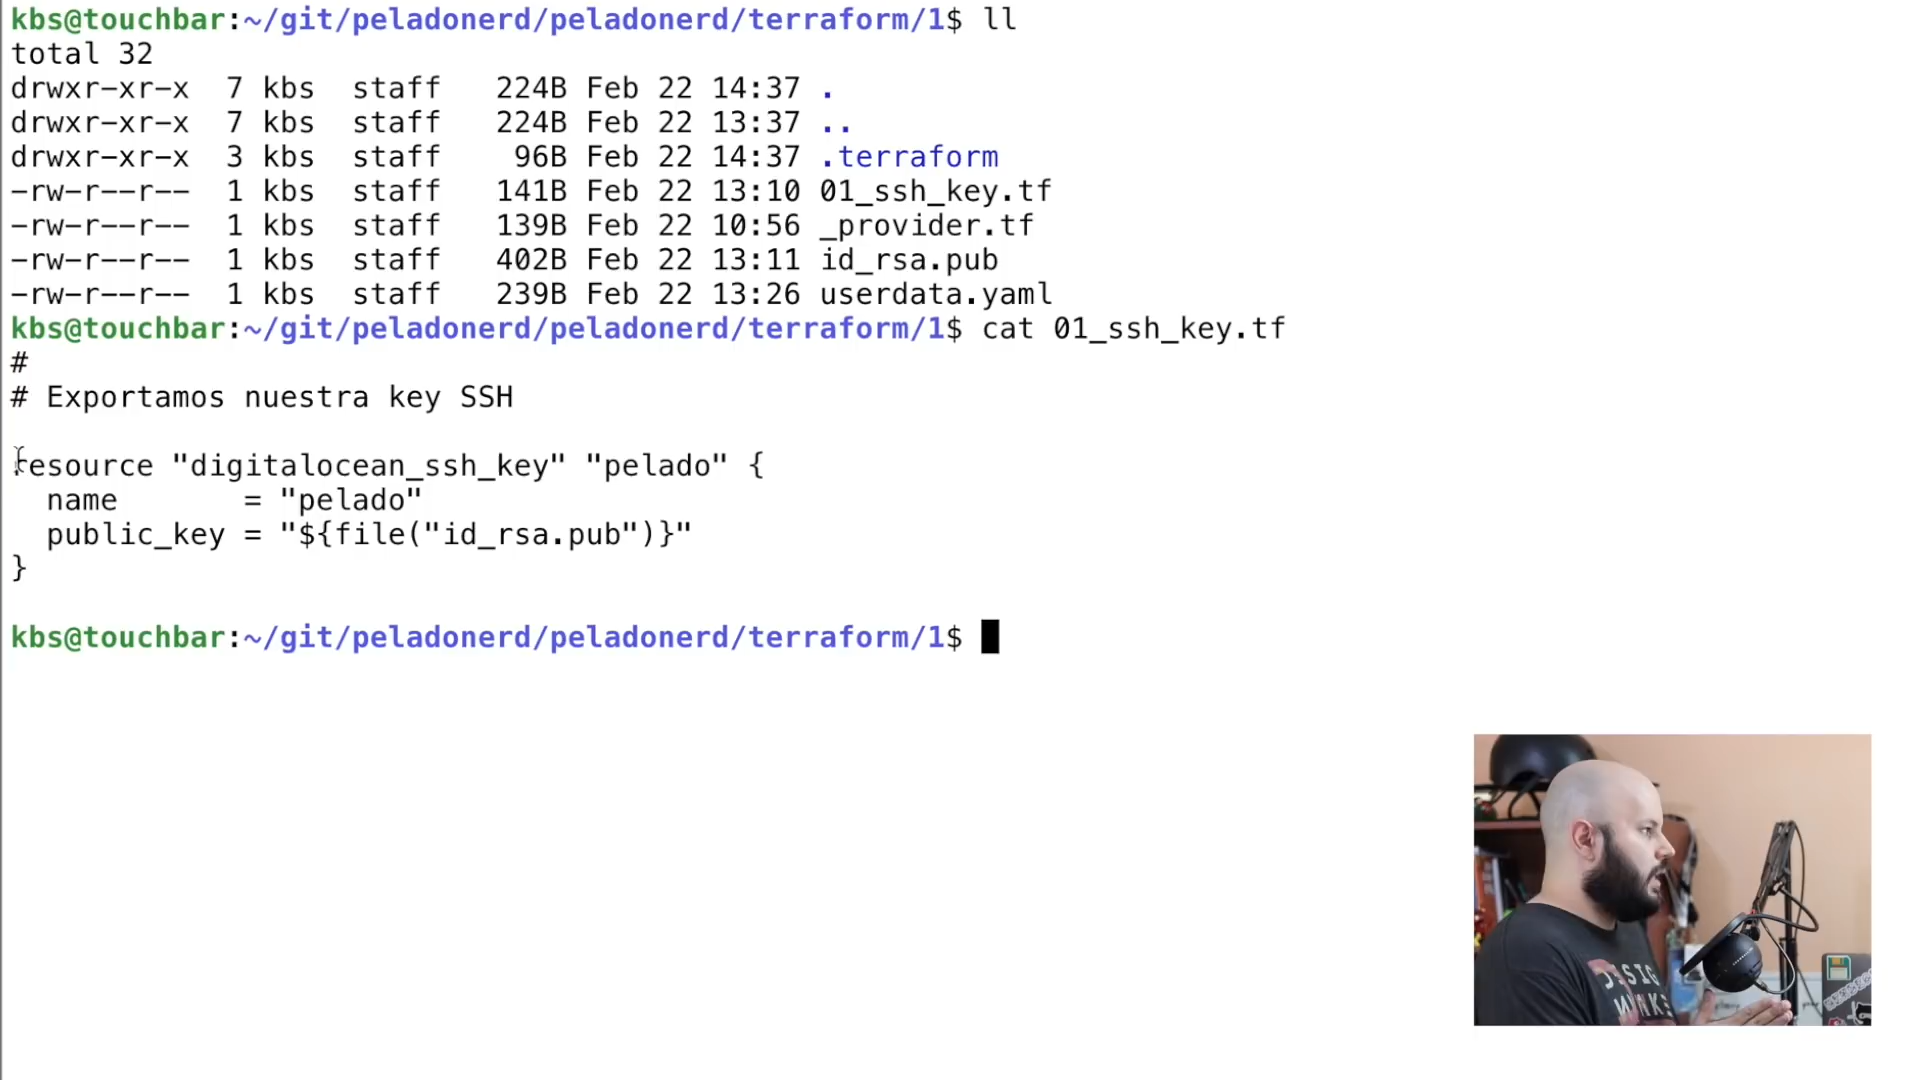 kbs@touchbar:~/git/peladonerd/peladonerd/terraform/1$ ll
total 32
drwxr-xr-x  7 kbs  staff   224B Feb 22 14:37 .
drwxr-xr-x  7 kbs  staff   224B Feb 22 13:37 ..
drwxr-xr-x  3 kbs  staff    96B Feb 22 14:37 .terraform
-rw-r--r--  1 kbs  staff   141B Feb 22 13:10 01_ssh_key.tf
-rw-r--r--  1 kbs  staff   139B Feb 22 10:56 _provider.tf
-rw-r--r--  1 kbs  staff   402B Feb 22 13:11 id_rsa.pub
-rw-r--r--  1 kbs  staff   239B Feb 22 13:26 userdata.yaml
kbs@touchbar:~/git/peladonerd/peladonerd/terraform/1$ cat 01_ssh_key.tf
#
# Exportamos nuestra key SSH
resource "digitalocean_ssh_key" "pelado" {
  name       = "pelado"
  public_key = "${file("id_rsa.pub")}"
}
kbs@touchbar:~/git/peladonerd/peladonerd/terraform/1$